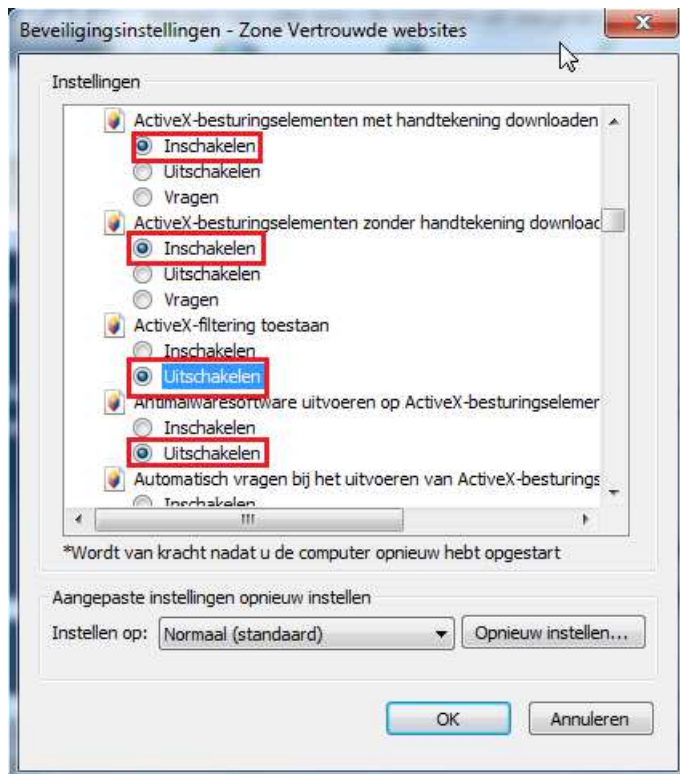 Beveiligingsinstellingen - Zone Vertrouwde websites
Instellingen
ActiveX-besturingselementen met handtekening downloaden
Inschakelen
Uitschakelen
Vragen
ActiveX-besturingselementen zonder handtekening downloac
Inschakelen
Uitschakelen
Vragen
ActiveX-filtering toestaan
Inschakelen
Uitschakelen
Antimalwaresoftware uitvoeren op ActiveX-besturingselemer
Inschakelen
Uitschakelen
Automatisch vragen bij het uitvoeren van ActiveX-besturings
Inschakelen
*Wordt van kracht nadat u de computer opnieuw hebt opgestart
Aangepaste instellingen opnieuw instellen
Instellen op: Normaal (standaard) Opnieuw instellen...
OK Annuleren